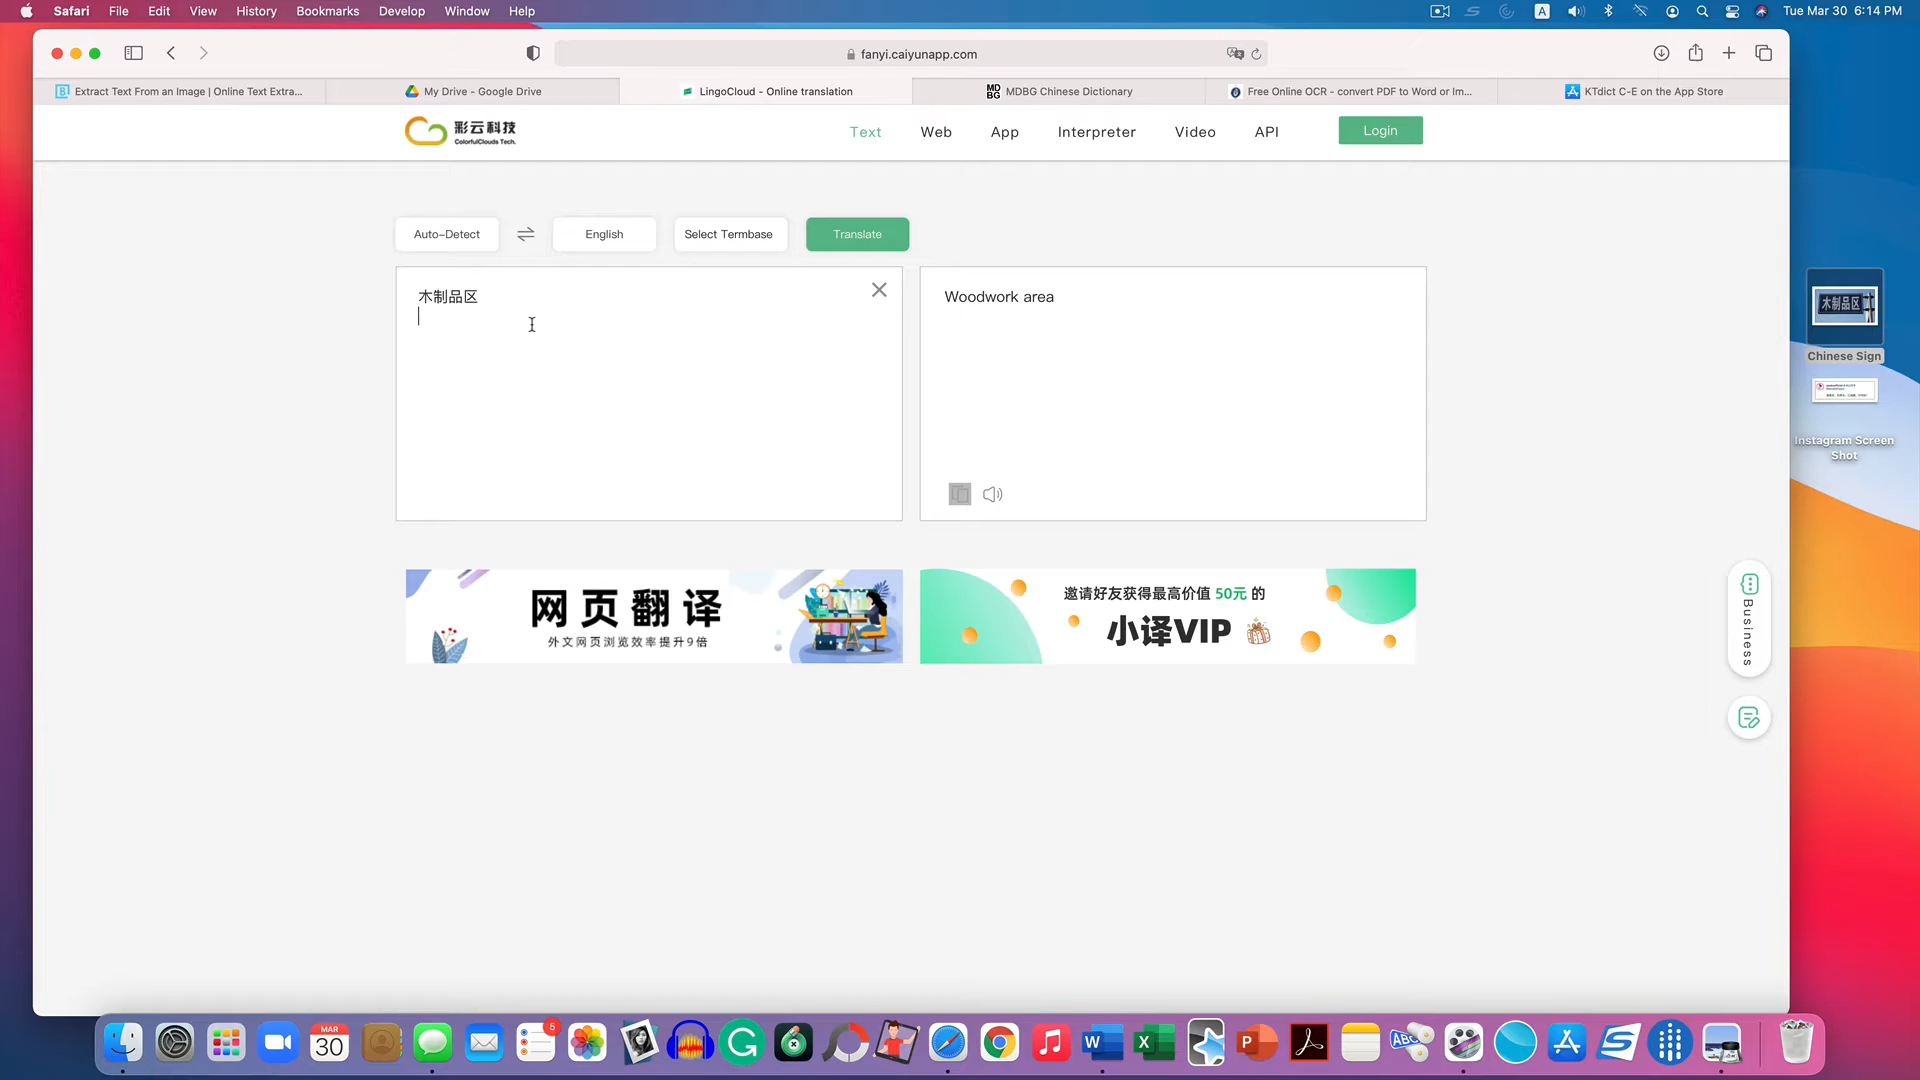 Safari File Edit View History Bookmarks Develop Window Help
A
Tue Mar 30 6:14 PM
fanyi.caiyunapp.com
Extract Text From an Image | Online Text Extra...
My Drive - Google Drive
LingoCloud - Online translation
MDBG Chinese Dictionary
Free Online OCR - convert PDF to Word or Im...
KTdict C-E on the App Store
彩云科技
ColorfulClouds Tech.
Text Web App Interpreter Video API Login
Auto-Detect English Select Termbase Translate
木制品区
Woodwork area
木制品区
Chinese Sign
Instagram Screen
Shot
网页翻译
外文网页浏览效率提升9倍
邀请好友获得最高价值 50元 的
小译VIP
Business
MAR
30
5
W
X
P
ABC